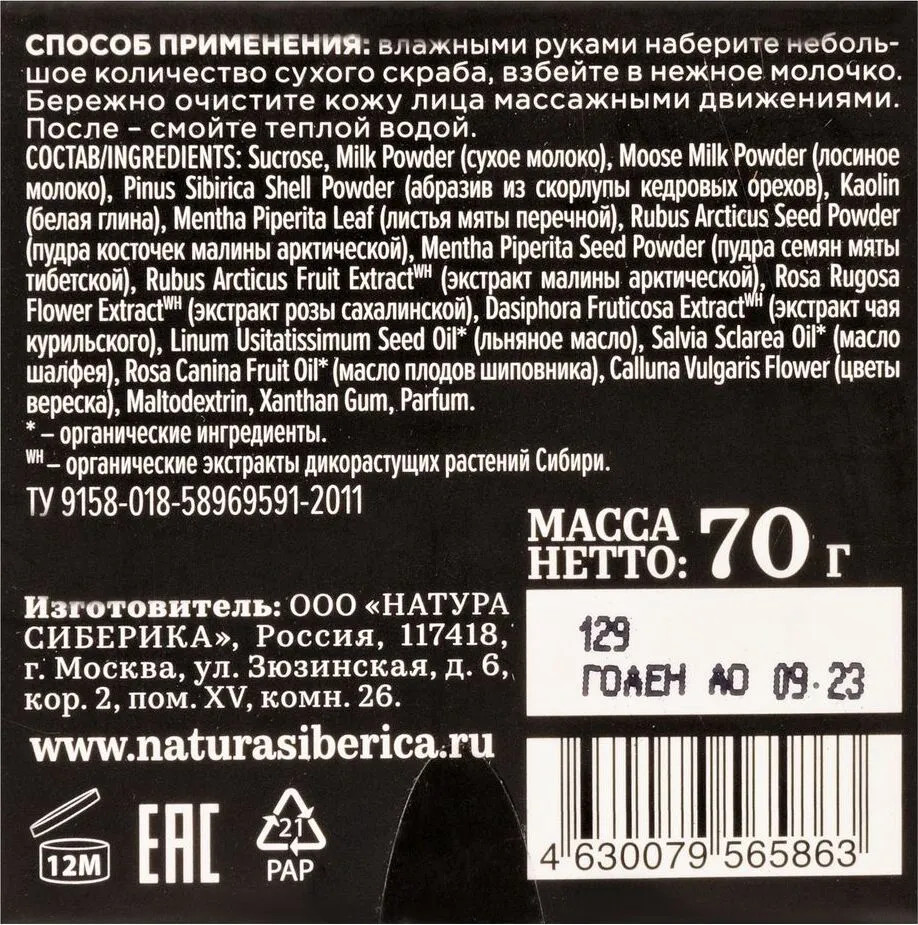 СПОСОБ ПРИМЕНЕНИЯ: влажными руками наберите неболь-
шое количество сухого скраба, взбейте в нежное молочко.
Бережно очистите кожу лица массажными движениями.
После – смойте теплой водой.
СОСТАВ/INGREDIENTS: Sucrose, Milk Powder (сухое молоко), Moose Milk Powder (лосиное
молоко), Pinus Sibirica Shell Powder (абразив из скорлупы кедровых орехов), Kaolin
(белая глина), Mentha Piperita Leaf (листья мяты перечной), Rubus Arcticus Seed Powder
(пудра косточек малины арктической), Mentha Piperita Seed Powder (пудра семян мяты
тибетской), Rubus Arcticus Fruit Extract^WH (экстракт малины арктической), Rosa Rugosa
Flower Extract^WH (экстракт розы сахалинской), Dasiphora Fruticosa Extract^WH (экстракт чая
курильского), Linum Usitatissimum Seed Oil* (льняное масло), Salvia Sclarea Oil* (масло
шалфея), Rosa Canina Fruit Oil* (масло плодов шиповника), Calluna Vulgaris Flower (цветы
вереска), Maltodextrin, Xanthan Gum, Parfum.
* – органические ингредиенты.
WH – органические экстракты дикорастущих растений Сибири.
ТУ 9158-018-58969591-2011
МАССА
НЕТТО: 70 г
Изготовитель: ООО «НАТУРА
СИБЕРИКА», Россия, 117418,
г. Москва, ул. Зюзинская, д. 6,
кор. 2, пом. XV, комн. 26.
www.naturasiberica.ru
129
ГОДЕН ДО 09.23
12M
EAC
21
PAP
4 630079 565863